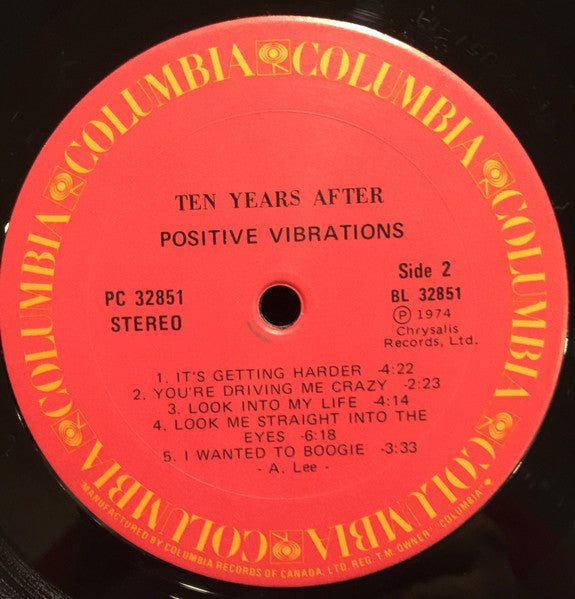 COLUMBIA COLUMBIA COLUMBIA COLUMBIA COLUMBIA COLUMBIA
TEN YEARS AFTER
POSITIVE VIBRATIONS
PC 32851
STEREO
Side 2
BL 32851
Ⓟ 1974
Chrysalis
Records, Ltd.
1. IT'S GETTING HARDER -4:22
2. YOU'RE DRIVING ME CRAZY -2:23
3. LOOK INTO MY LIFE -4:14
4. LOOK ME STRAIGHT INTO THE
EYES -6:18
5. I WANTED TO BOOGIE -3:33
- A. Lee -
MANUFACTURED BY COLUMBIA RECORDS OF CANADA, LTD. REG. T.M. OWNER "COLUMBIA"